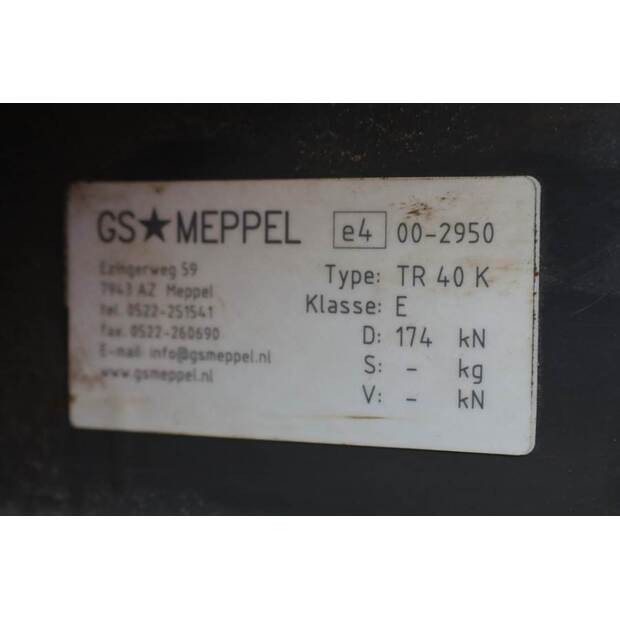 GS★MEPPEL
Ezingerweg 59
7943 AZ Meppel
tel. 0522-251541
fax. 0522-260690
E-mail: info@gsmeppel.nl
www.gsmeppel.nl
e4 00-2950
Type: TR 40 K
Klasse: E
D: 174 kN
S: - kg
V: - kN